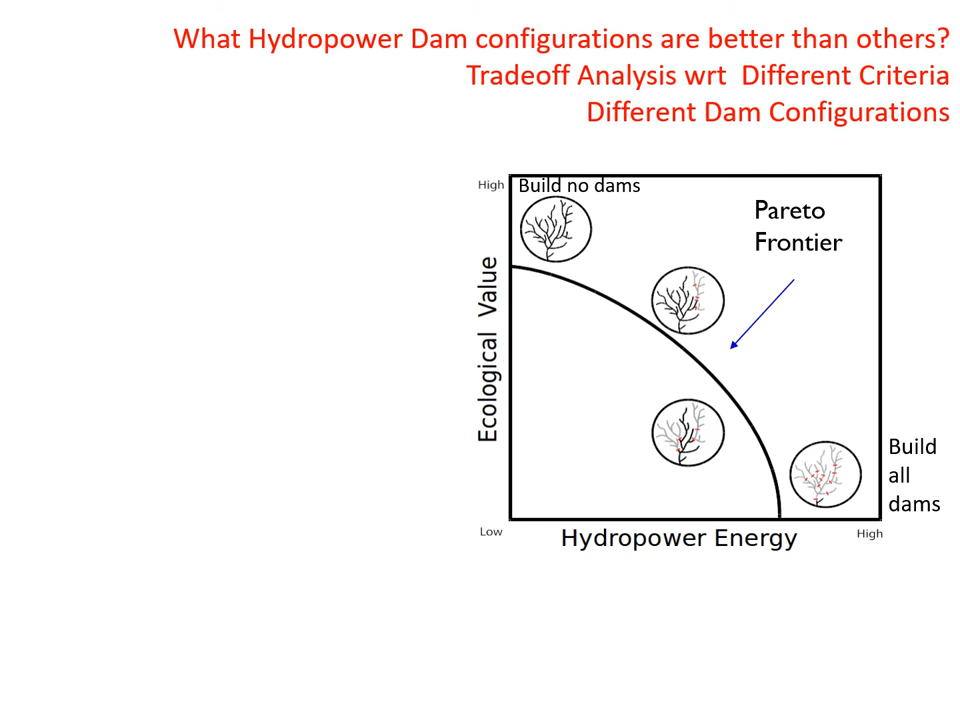 What Hydropower Dam configurations are better than others?
Tradeoff Analysis wrt Different Criteria
Different Dam Configurations
High
Build no dams
Pareto
Frontier
Ecological Value
Build
all
dams
Low
Hydropower Energy
High